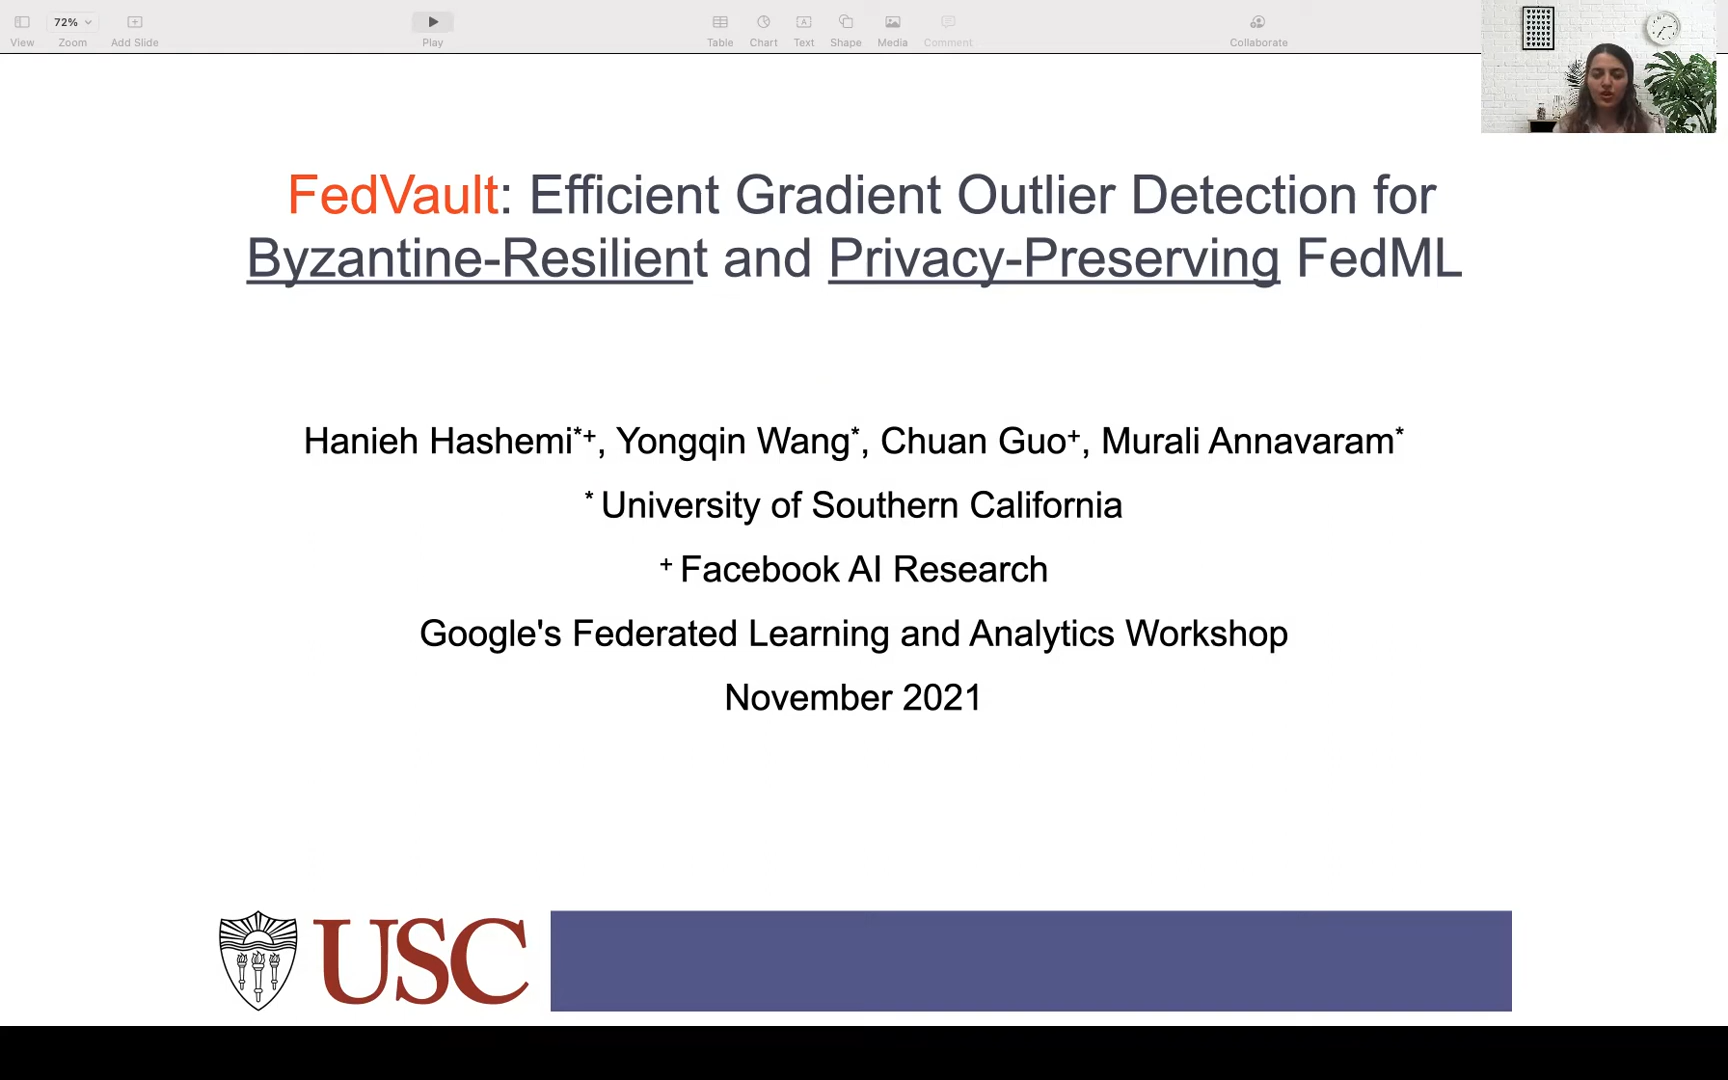 72%
View
Zoom
Add Slide
Play
Table
Chart
Text
Shape
Media
Comment
Collaborate
FedVault: Efficient Gradient Outlier Detection for
Byzantine-Resilient and Privacy-Preserving FedML
Hanieh Hashemi*+, Yongqin Wang*, Chuan Guo+, Murali Annavaram*
* University of Southern California
+ Facebook AI Research
Google's Federated Learning and Analytics Workshop
November 2021
USC